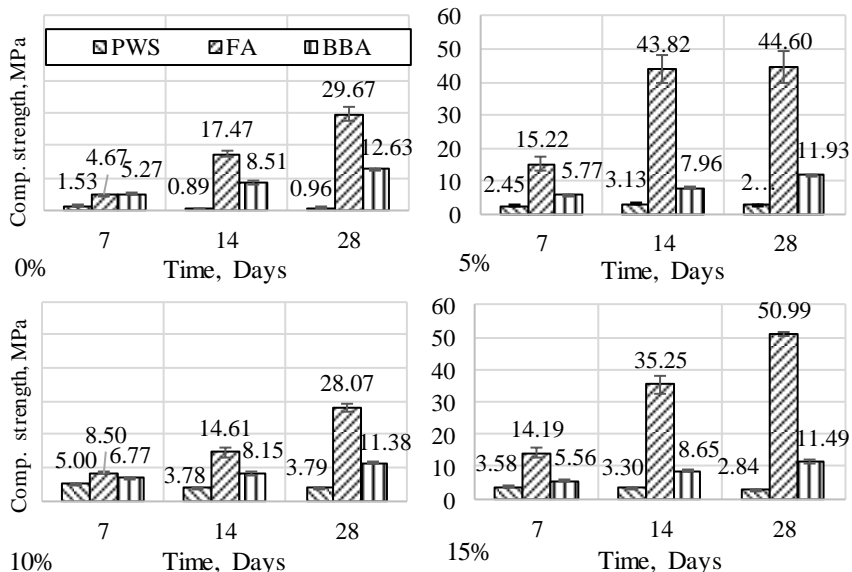 PWS FA BBA
Comp. strength, MPa
1.53 4.67 5.27 0.89 17.47 8.51 0.96 29.67 12.63
7 14 28
0% Time, Days
60
50
40
30
20
10
0
2.45 15.22 5.77 3.13 43.82 7.96 2... 44.60 11.93
7 14 28
5% Time, Days
Comp. strength, MPa
5.00 8.50 6.77 3.78 14.61 8.15 3.79 28.07 11.38
7 14 28
10% Time, Days
60
50
40
30
20
10
0
3.58 14.19 5.56 3.30 35.25 8.65 2.84 50.99 11.49
7 14 28
15% Time, Days